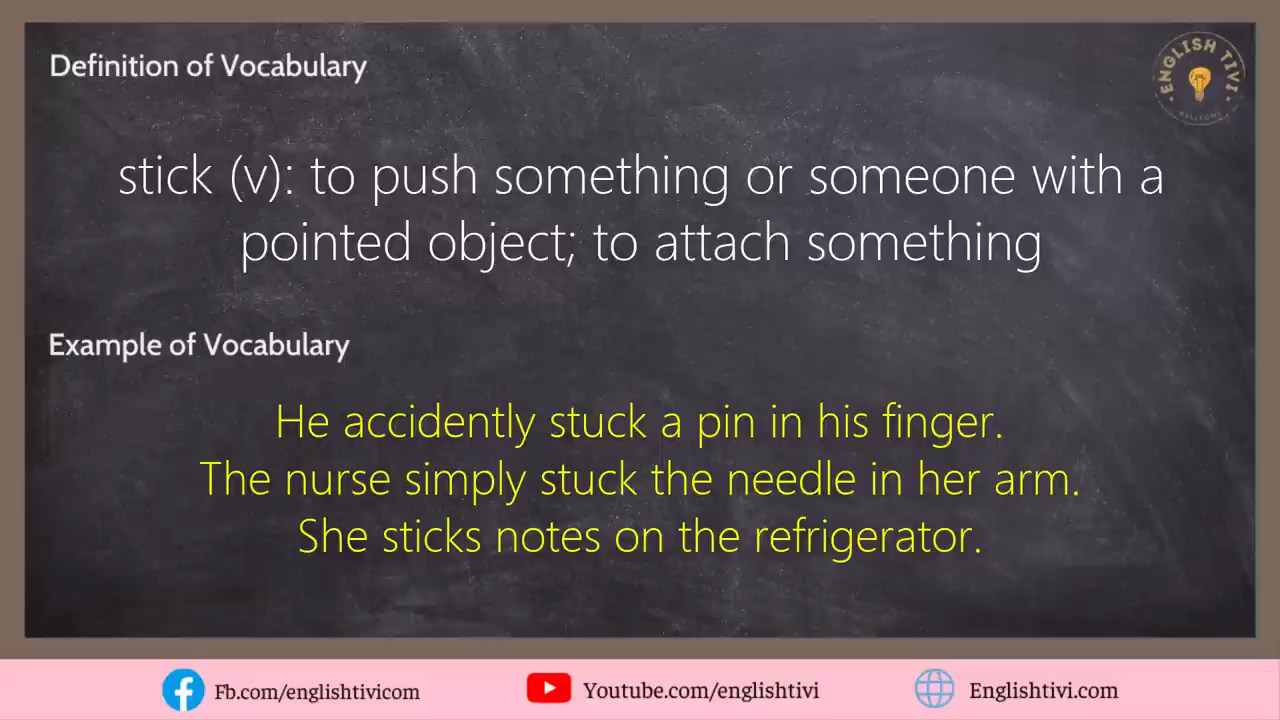 Definition of Vocabulary
ENGLISH TIVI
WELCOME
stick (v): to push something or someone with a
pointed object; to attach something
Example of Vocabulary
He accidently stuck a pin in his finger.
The nurse simply stuck the needle in her arm.
She sticks notes on the refrigerator.
Fb.com/englishtivicom
Youtube.com/englishtivi
Englishtivi.com